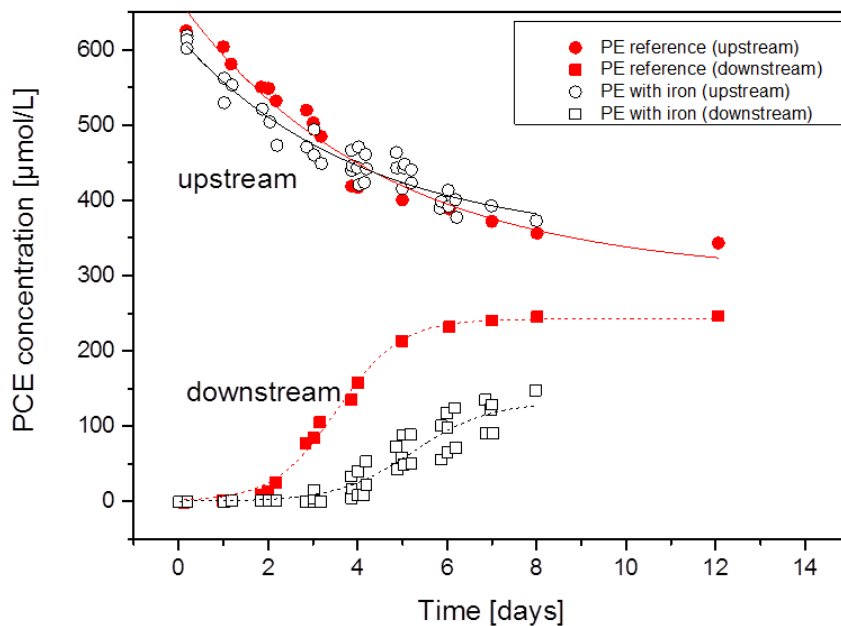 PE reference (upstream)
PE reference (downstream)
PE with iron (upstream)
PE with iron (downstream)
PCE concentration [µmol/L]
600
500
400
300
200
100
0
upstream
downstream
0 2 4 6 8 10 12 14
Time [days]